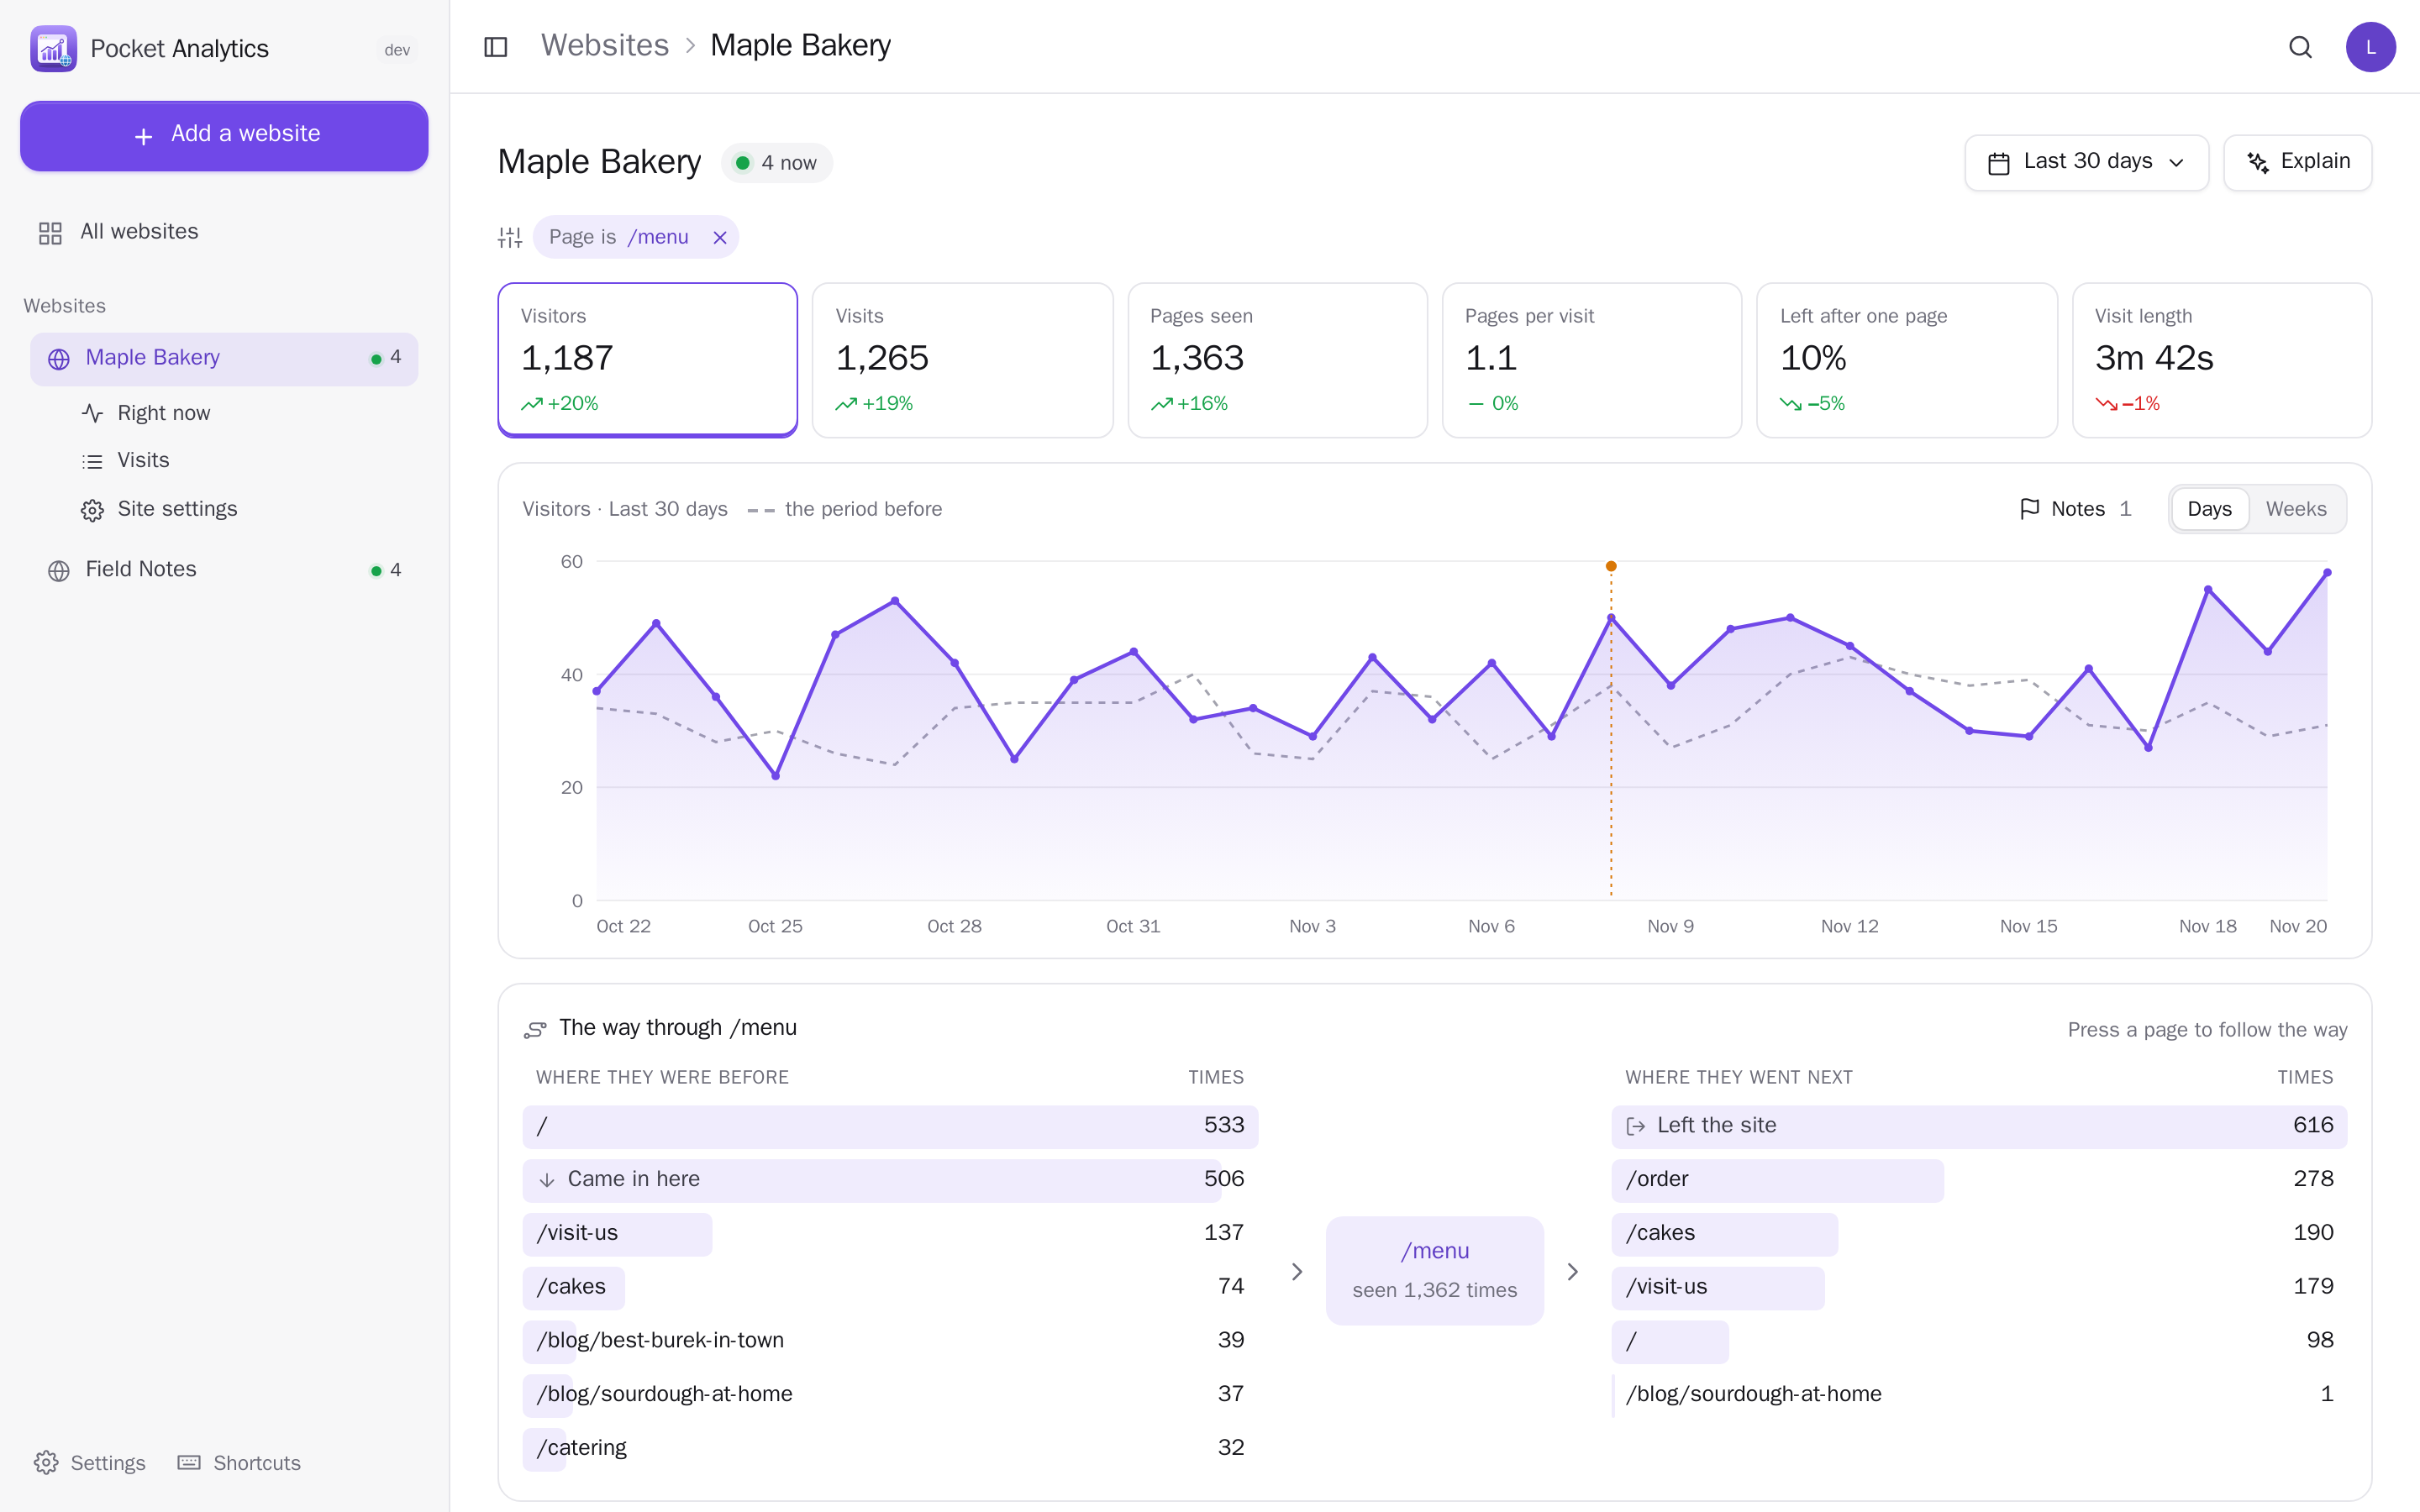 Pocket Analytics dev
Add a website
All websites
Websites
Maple Bakery 4
Right now
Visits
Site settings
Field Notes 4
Settings Shortcuts
Websites > Maple Bakery
L
Maple Bakery 4 now
Last 30 days Explain
Page is /menu
Visitors
1,187
+20%
Visits
1,265
+19%
Pages seen
1,363
+16%
Pages per visit
1.1
0%
Left after one page
10%
–5%
Visit length
3m 42s
–1%
Visitors · Last 30 days the period before
Notes 1 Days Weeks
60
40
20
0
Oct 22 Oct 25 Oct 28 Oct 31 Nov 3 Nov 6 Nov 9 Nov 12 Nov 15 Nov 18 Nov 20
The way through /menu
Press a page to follow the way
WHERE THEY WERE BEFORE TIMES
/ 533
Came in here 506
/visit-us 137
/cakes 74
/blog/best-burek-in-town 39
/blog/sourdough-at-home 37
/catering 32
/menu
seen 1,362 times
WHERE THEY WENT NEXT TIMES
Left the site 616
/order 278
/cakes 190
/visit-us 179
/ 98
/blog/sourdough-at-home 1